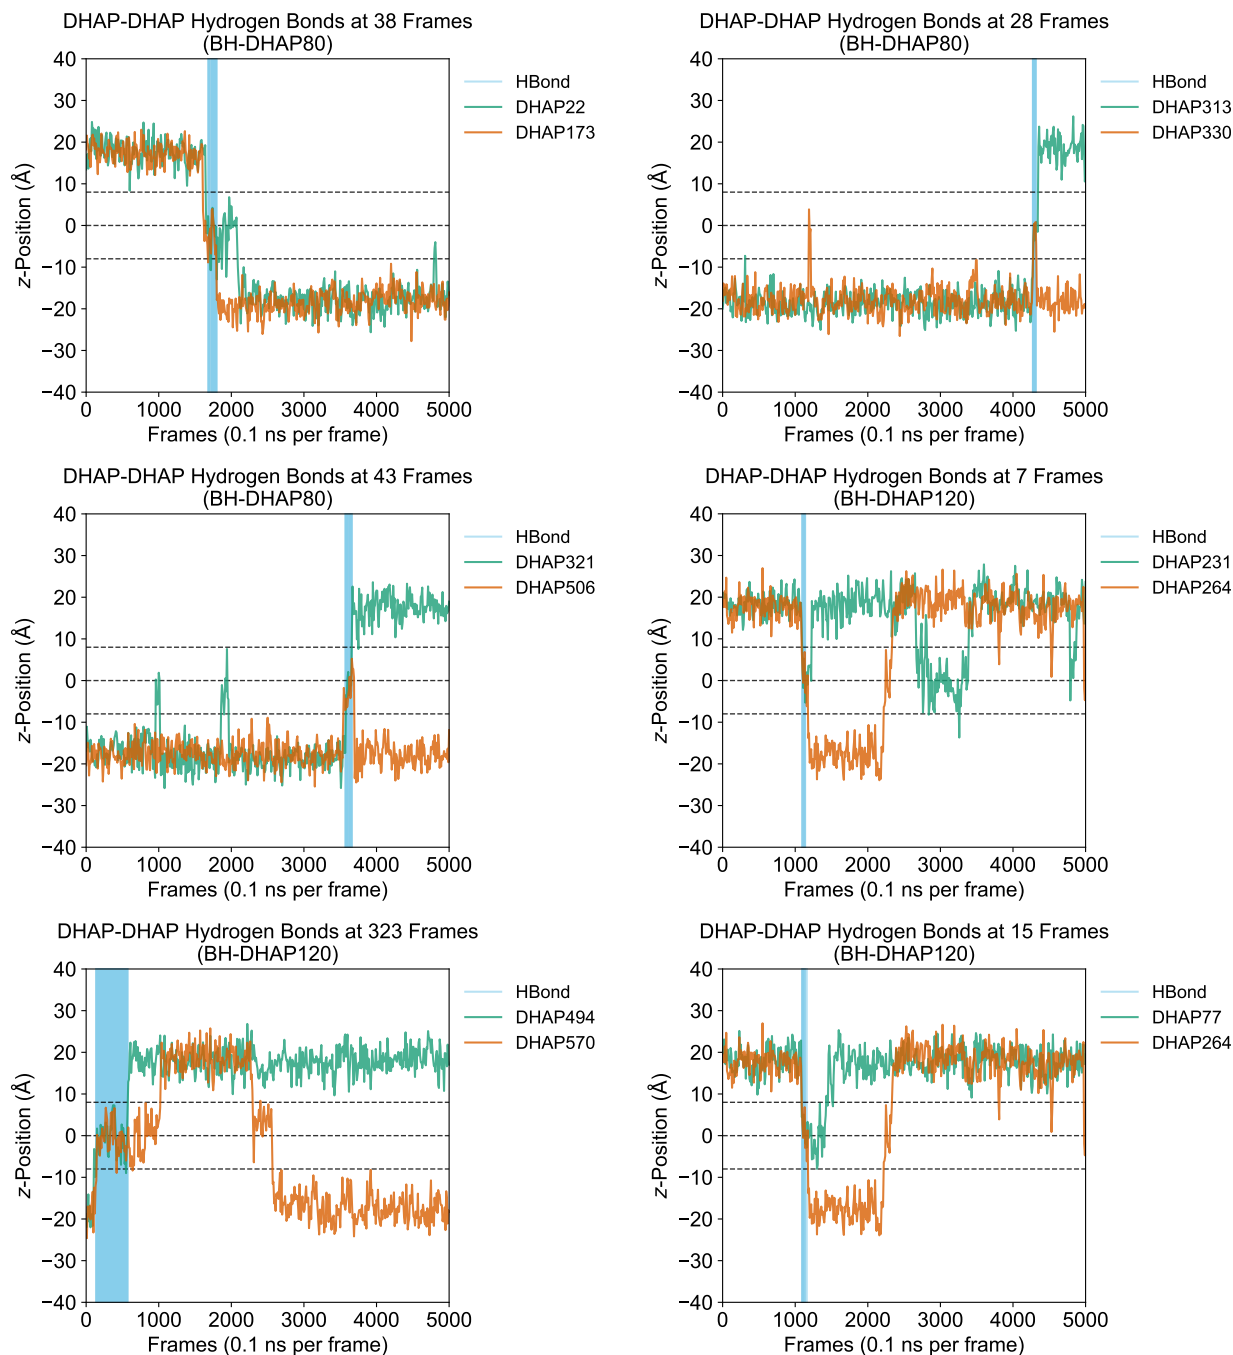 DHAP-DHAP Hydrogen Bonds at 38 Frames
(BH-DHAP80)
40
30
20
10
0
−10
−20
−30
−40
z-Position (Å)
0 1000 2000 3000 4000 5000
Frames (0.1 ns per frame)
HBond
DHAP22
DHAP173
DHAP-DHAP Hydrogen Bonds at 28 Frames
(BH-DHAP80)
40
30
20
10
0
−10
−20
−30
−40
z-Position (Å)
0 1000 2000 3000 4000 5000
Frames (0.1 ns per frame)
HBond
DHAP313
DHAP330
DHAP-DHAP Hydrogen Bonds at 43 Frames
(BH-DHAP80)
40
30
20
10
0
−10
−20
−30
−40
z-Position (Å)
0 1000 2000 3000 4000 5000
Frames (0.1 ns per frame)
HBond
DHAP321
DHAP506
DHAP-DHAP Hydrogen Bonds at 7 Frames
(BH-DHAP120)
40
30
20
10
0
−10
−20
−30
−40
z-Position (Å)
0 1000 2000 3000 4000 5000
Frames (0.1 ns per frame)
HBond
DHAP231
DHAP264
DHAP-DHAP Hydrogen Bonds at 323 Frames
(BH-DHAP120)
40
30
20
10
0
−10
−20
−30
−40
z-Position (Å)
0 1000 2000 3000 4000 5000
Frames (0.1 ns per frame)
HBond
DHAP494
DHAP570
DHAP-DHAP Hydrogen Bonds at 15 Frames
(BH-DHAP120)
40
30
20
10
0
−10
−20
−30
−40
z-Position (Å)
0 1000 2000 3000 4000 5000
Frames (0.1 ns per frame)
HBond
DHAP77
DHAP264